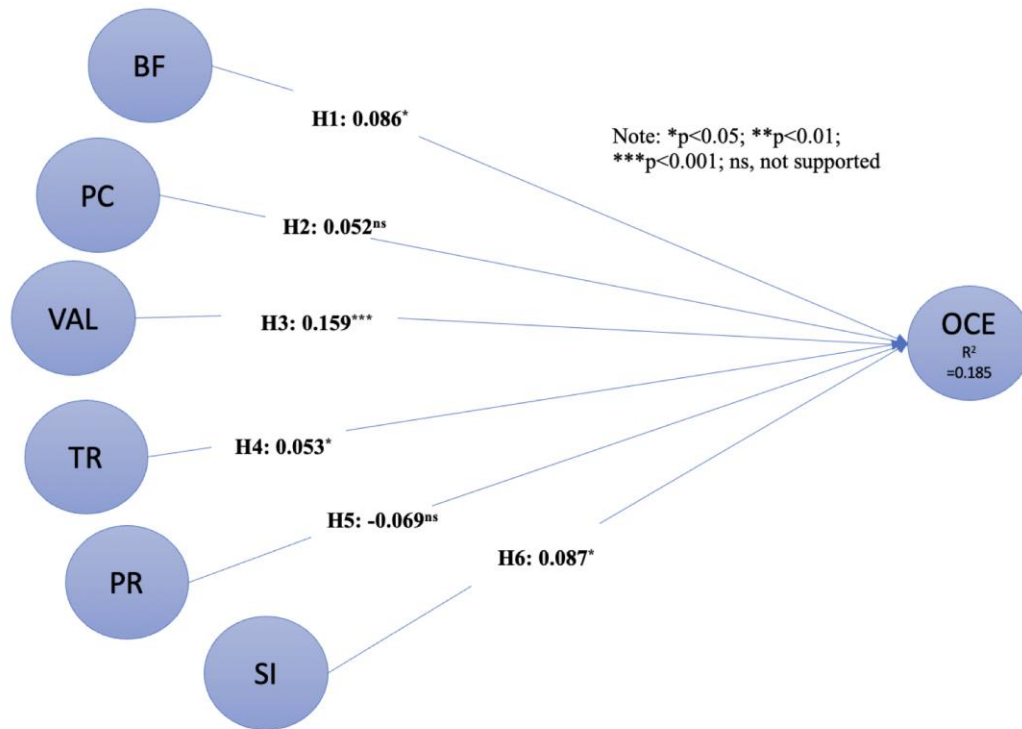 BF
H1: 0.086*
Note: *p<0.05; **p<0.01;
***p<0.001; ns, not supported
PC
H2: 0.052ns
VAL
H3: 0.159***
OCE
R²
=0.185
TR
H4: 0.053*
PR
H5: -0.069ns
H6: 0.087*
SI